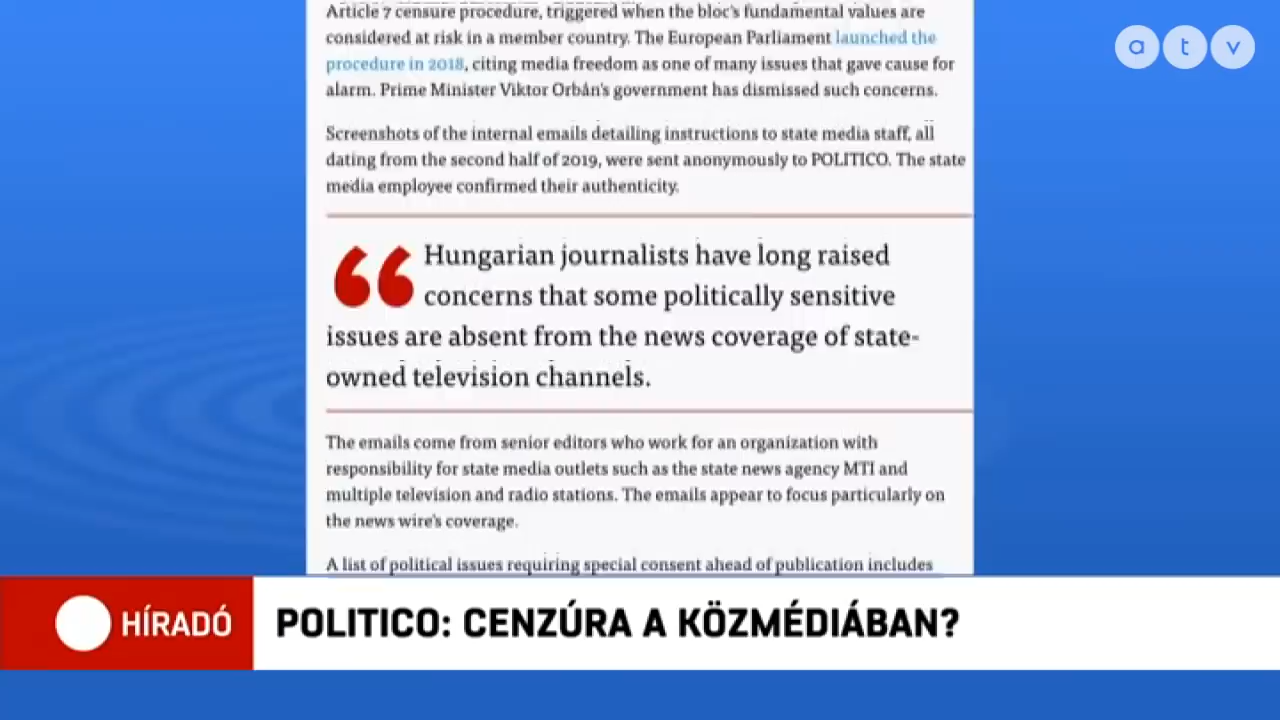 Article 7 censure procedure, triggered when the bloc's fundamental values are
considered at risk in a member country. The European Parliament launched the
procedure in 2018, citing media freedom as one of many issues that gave cause for
alarm. Prime Minister Viktor Orbán's government has dismissed such concerns.
Screenshots of the internal emails detailing instructions to state media staff, all
dating from the second half of 2019, were sent anonymously to POLITICO. The state
media employee confirmed their authenticity.
“ Hungarian journalists have long raised
concerns that some politically sensitive
issues are absent from the news coverage of state-
owned television channels.
The emails come from senior editors who work for an organization with
responsibility for state media outlets such as the state news agency MTI and
multiple television and radio stations. The emails appear to focus particularly on
the news wire's coverage.
A list of political issues requiring special consent ahead of publication includes
atv
HÍRADÓ
POLITICO: CENZÚRA A KÖZMÉDIÁBAN?